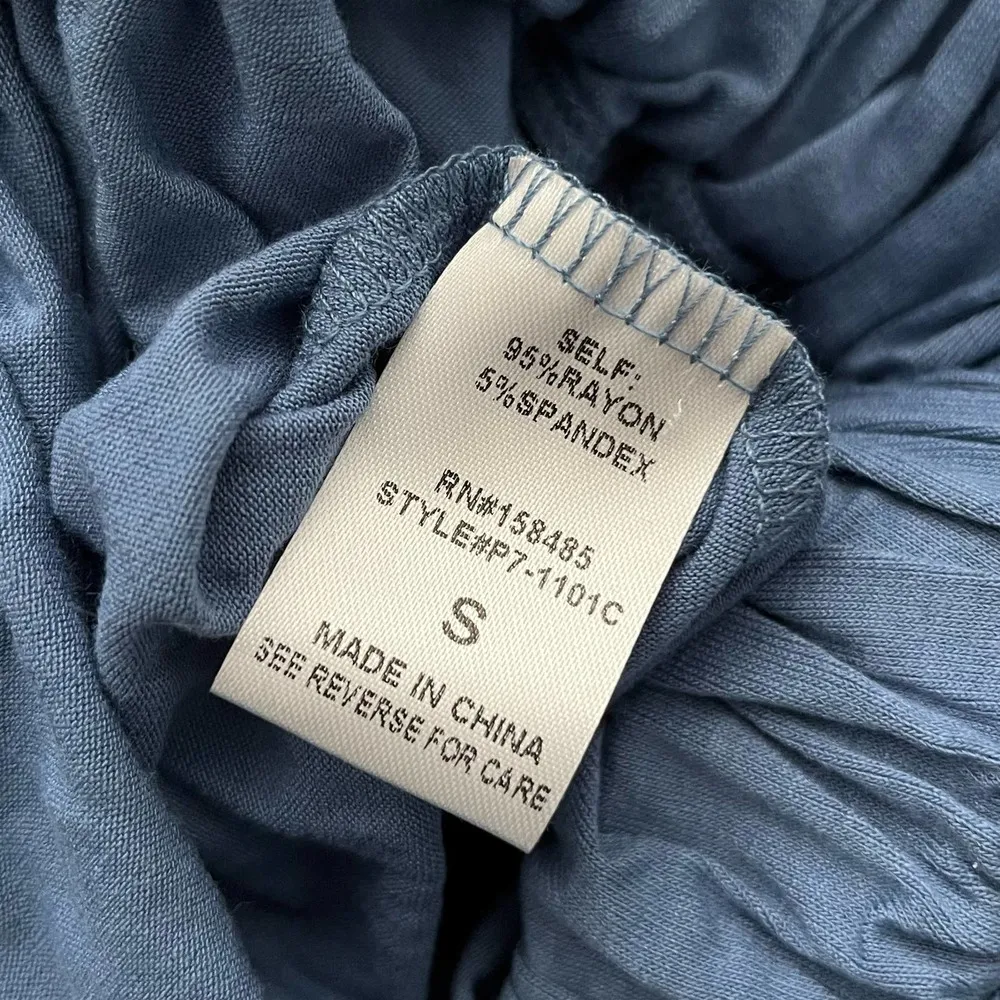 SELF:
95%RAYON
5%SPANDEX
RN#158485
STYLE#P7-1101C
S
MADE IN CHINA
SEE REVERSE FOR CARE